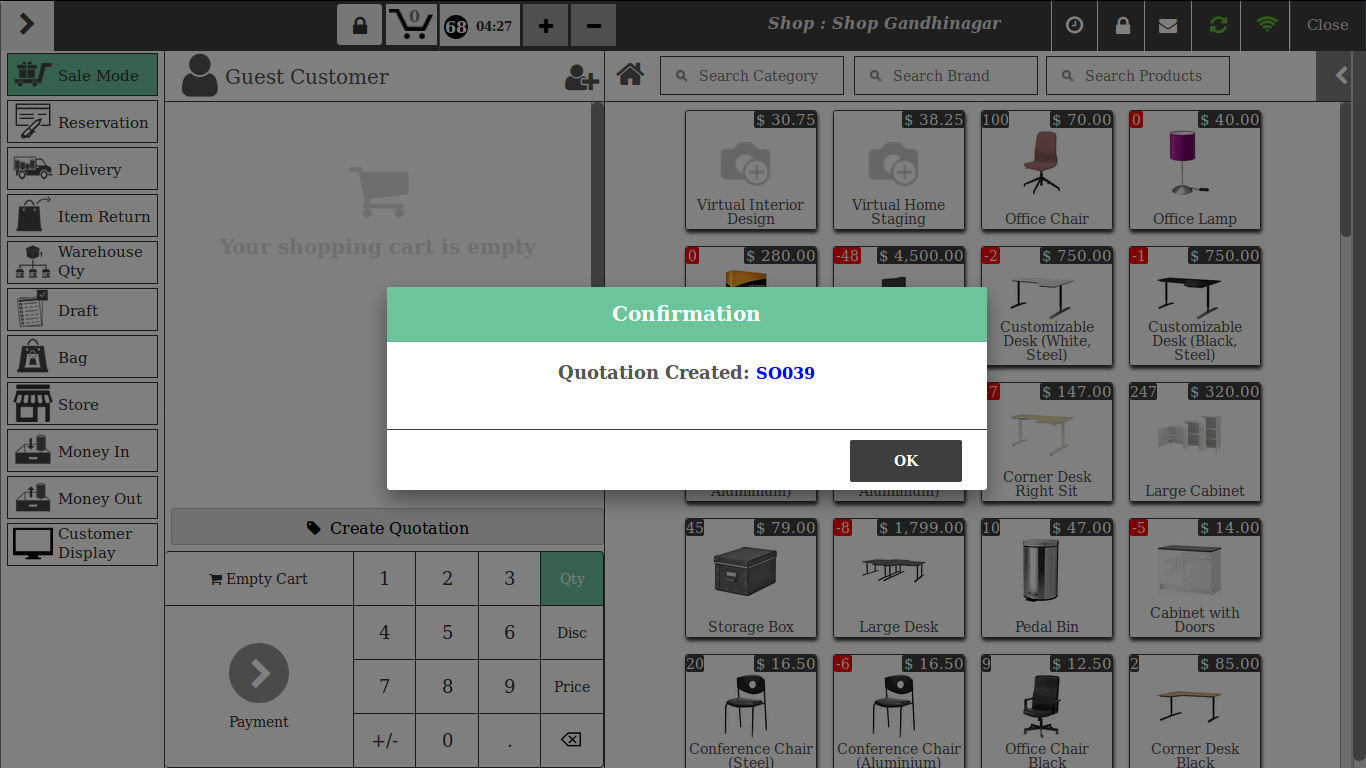 0
68 04:27
+
−
Shop : Shop Gandhinagar
Close
Sale Mode
Reservation
Delivery
Item Return
Warehouse
Qty
Draft
Bag
Store
Money In
Money Out
Customer
Display
Guest Customer
Your shopping cart is empty
Create Quotation
Empty Cart
1
2
3
Qty
4
5
6
Disc
7
8
9
Price
+/-
0
.
Payment
Search Category
Search Brand
Search Products
$ 30.75
Virtual Interior
Design
$ 38.25
Virtual Home
Staging
100
$ 70.00
Office Chair
0
$ 40.00
Office Lamp
0
$ 280.00
-48
$ 4,500.00
-2
$ 750.00
Customizable
Desk (White,
Steel)
-1
$ 750.00
Customizable
Desk (Black,
Steel)
Aluminium)
Aluminium)
$ 147.00
Corner Desk
Right Sit
247
$ 320.00
Large Cabinet
45
$ 79.00
Storage Box
-8
$ 1,799.00
Large Desk
10
$ 47.00
Pedal Bin
-5
$ 14.00
Cabinet with
Doors
20
$ 16.50
Conference Chair
(Steel)
-6
$ 16.50
Conference Chair
(Aluminium)
9
$ 12.50
Office Chair
Black
2
$ 85.00
Corner Desk
Black
Confirmation
Quotation Created: SO039
OK